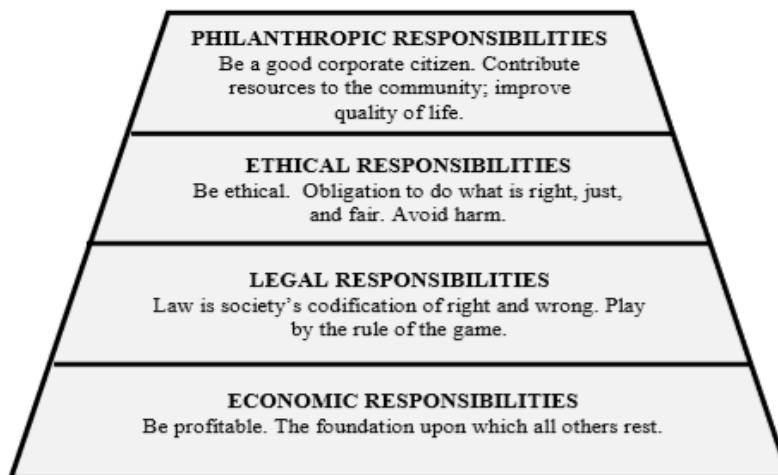 PHILANTHROPIC RESPONSIBILITIES
Be a good corporate citizen. Contribute
resources to the community; improve
quality of life.
ETHICAL RESPONSIBILITIES
Be ethical. Obligation to do what is right, just,
and fair. Avoid harm.
LEGAL RESPONSIBILITIES
Law is society's codification of right and wrong. Play
by the rule of the game.
ECONOMIC RESPONSIBILITIES
Be profitable. The foundation upon which all others rest.